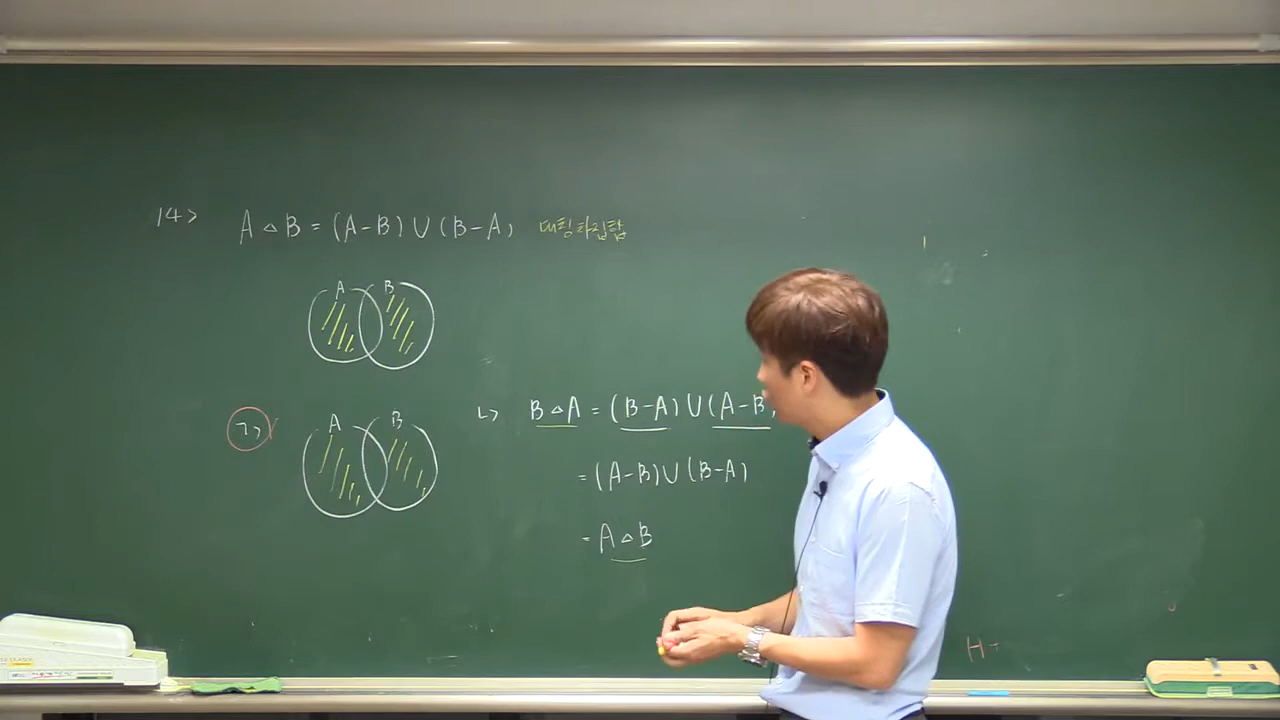 14>
A △ B = (A-B) ∪ (B-A) 대칭차집합
A B
ㄱ, A B
ㄴ> B △ A = (B-A) ∪ (A-B)
= (A-B) ∪ (B-A)
= A △ B